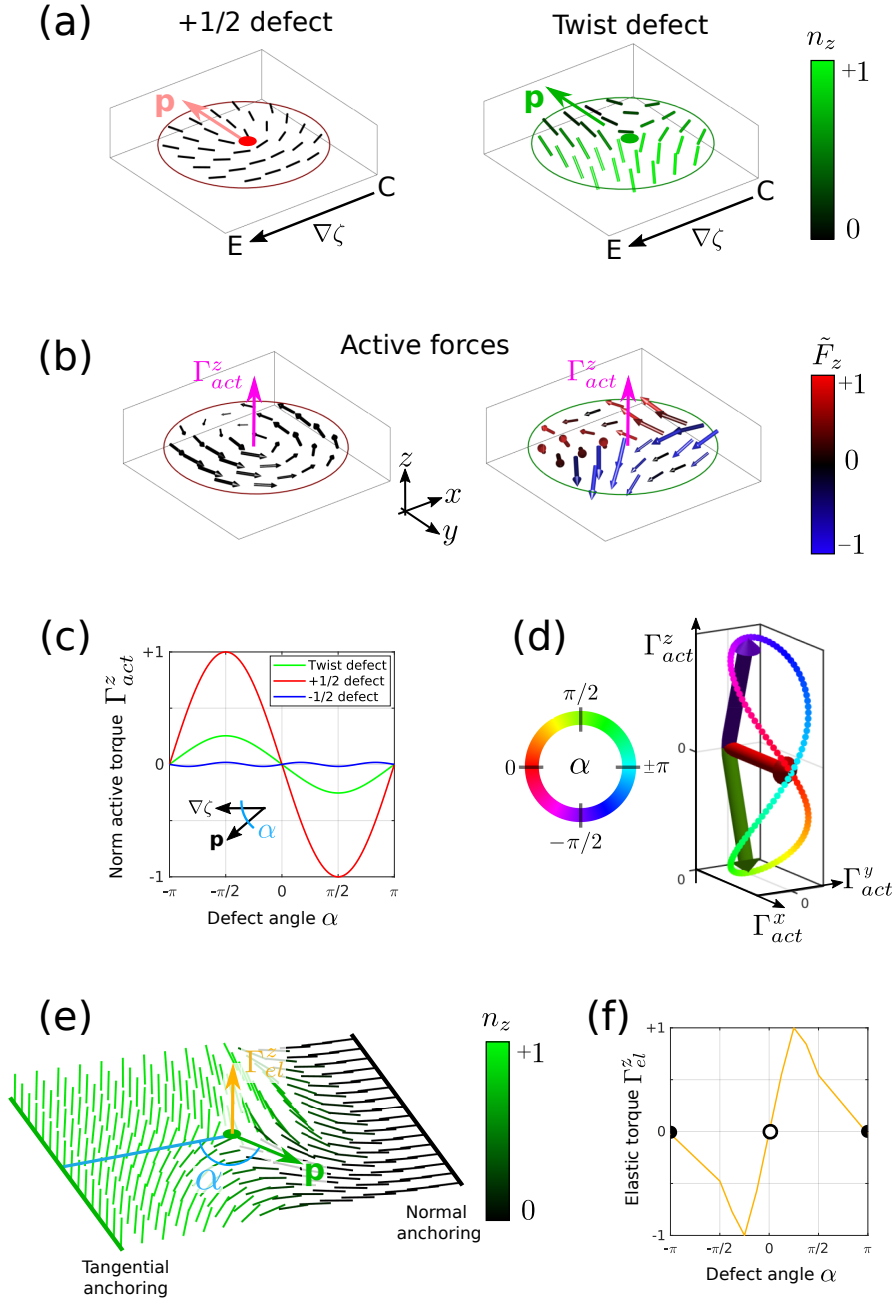 (a)
+1/2 defect
Twist defect
n_z
p
p
+1
0
C
E
∇ζ
C
E
∇ζ
(b)
Active forces
F̃_z
Γ^z_act
Γ^z_act
+1
0
−1
z
x
y
(c)
Norm active torque Γ^z_act
+1
0
-1
Twist defect
+1/2 defect
-1/2 defect
∇ζ
p
α
-π
-π/2
0
π/2
π
Defect angle α
(d)
π/2
0
α
±π
−π/2
Γ^z_act
0
0
0
Γ^y_act
Γ^x_act
(e)
n_z
+1
0
Γ^z_el
α
p
Normal
anchoring
Tangential
anchoring
(f)
Elastic torque Γ^z_el
+1
0
-1
-π
-π/2
0
π/2
π
Defect angle α